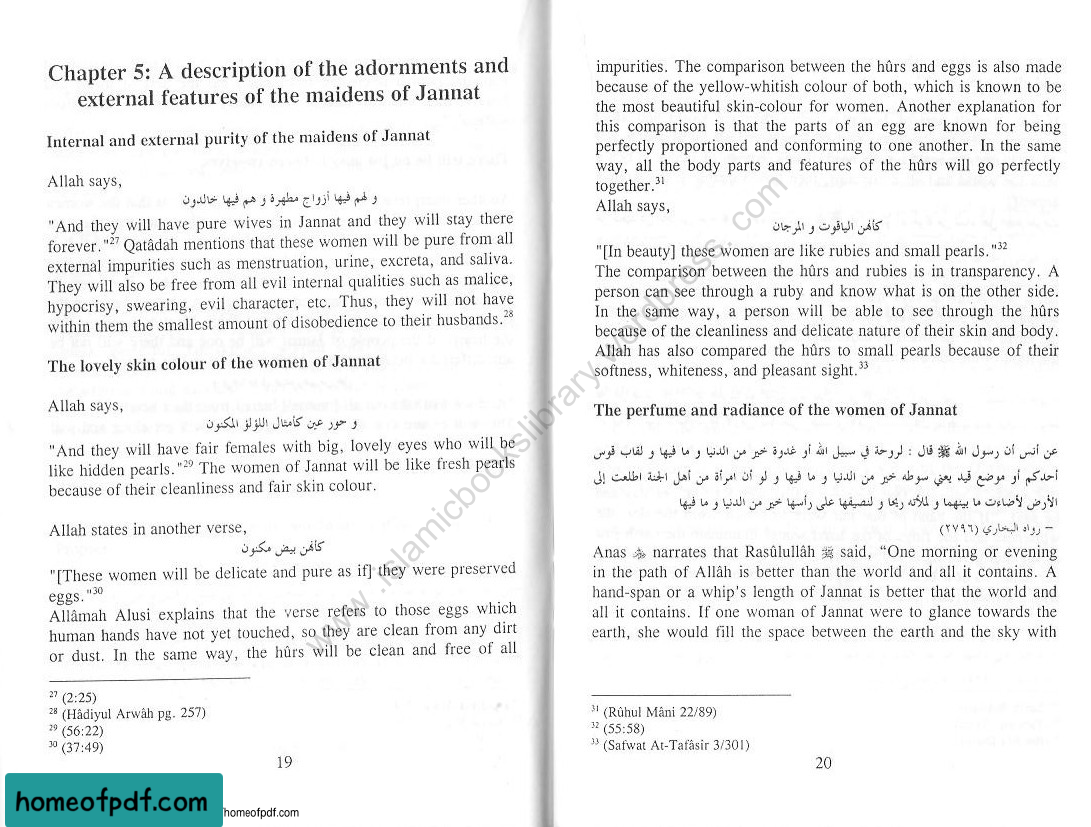 Chapter 5: A description of the adornments and
external features of the maidens of Jannat
Internal and external purity of the maidens of Jannat
Allah says,
و لهم فيها أزواج مطهرة و هم فيها خالدون
"And they will have pure wives in Jannat and they will stay there
forever."27 Qatâdah mentions that these women will be pure from all
external impurities such as menstruation, urine, excreta, and saliva.
They will also be free from all evil internal qualities such as malice,
hypocrisy, swearing, evil character, etc. Thus, they will not have
within them the smallest amount of disobedience to their husbands.28
The lovely skin colour of the women of Jannat
Allah says,
و حور عين كأمثال اللؤلؤ المكنون
"And they will have fair females with big, lovely eyes who will be
like hidden pearls."29 The women of Jannat will be like fresh pearls
because of their cleanliness and fair skin colour.
Allah states in another verse,
كأنهن بيض مكنون
"[These women will be delicate and pure as if] they were preserved
eggs."30
Allâmah Alusi explains that the verse refers to those eggs which
human hands have not yet touched, so they are clean from any dirt
or dust. In the same way, the hûrs will be clean and free of all
27 (2:25)
28 (Hâdiyul Arwâh pg. 257)
29 (56:22)
30 (37:49)
19
impurities. The comparison between the hûrs and eggs is also made
because of the yellow-whitish colour of both, which is known to be
the most beautiful skin-colour for women. Another explanation for
this comparison is that the parts of an egg are known for being
perfectly proportioned and conforming to one another. In the same
way, all the body parts and features of the hûrs will go perfectly
together.31
Allah says,
كأنهن الياقوت و المرجان
"[In beauty] these women are like rubies and small pearls."32
The comparison between the hûrs and rubies is in transparency. A
person can see through a ruby and know what is on the other side.
In the same way, a person will be able to see through the hûrs
because of the cleanliness and delicate nature of their skin and body.
Allah has also compared the hûrs to small pearls because of their
softness, whiteness, and pleasant sight.33
The perfume and radiance of the women of Jannat
عن أنس أن رسول الله ﷺ قال : لروحة في سبيل الله أو غدوة خير من الدنيا و ما فيها و لقاب قوس
أحدكم أو موضع قيد يعني سوطه خير من الدنيا و ما فيها و لو أن امرأة من أهل الجنة اطلعت إلى
الأرض لأضاءت ما بينهما و لملأته ريحا و لنصيفها على رأسها خير من الدنيا و ما فيها
– رواه البخاري (٢٧٩٦)
Anas narrates that Rasûlullâh ﷺ said, “One morning or evening
in the path of Allâh is better than the world and all it contains. A
hand-span or a whip's length of Jannat is better that the world and
all it contains. If one woman of Jannat were to glance towards the
earth, she would fill the space between the earth and the sky with
31 (Rûhul Mâni 22/89)
32 (55:58)
33 (Safwat At-Tafâsir 3/301)
20
www.islamicbookslibrary.wordpress.com
homeofpdf.com
homeofpdf.com